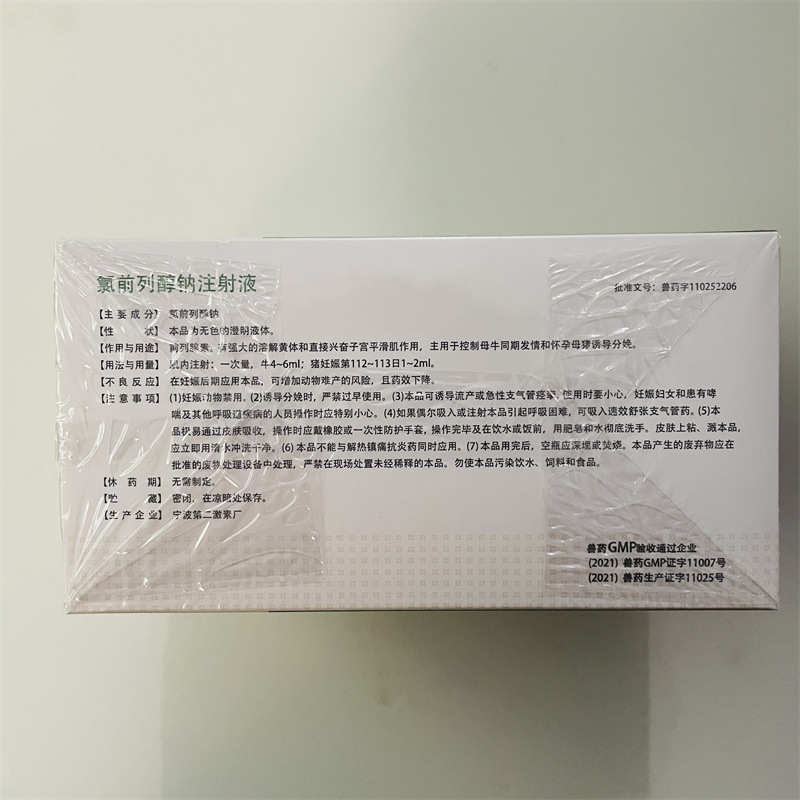 氯前列醇钠注射液
批准文号：兽药字110252206
【主要成分】 氯前列醇钠
【性 状】 本品为无色的澄明液体。
【作用与用途】 前列腺素。有强大的溶解黄体和直接兴奋子宫平滑肌作用，主用于控制母牛同期发情和怀孕母猪诱导分娩。
【用法与用量】 肌内注射：一次量，牛4~6ml；猪妊娠第112~113日1~2ml。
【不良反应】 在妊娠后期应用本品，可增加动物难产的风险，且药效下降。
【注意事项】 (1)妊娠动物禁用。(2)诱导分娩时，严禁过早使用。(3)本品可诱导流产或急性支气管痉挛，使用时要小心，妊娠妇女和患有哮
喘及其他呼吸道疾病的人员操作时应特别小心。(4)如果偶尔吸入或注射本品引起呼吸困难，可吸入速效舒张支气管药。(5)本
品极易通过皮肤吸收，操作时应戴橡胶或一次性防护手套，操作完毕及在饮水或饭前，用肥皂和水彻底洗手。皮肤上粘、溅本品，
应立即用清水冲洗干净。(6)本品不能与解热镇痛抗炎药同时应用。(7)本品用完后，空瓶应深埋或焚烧。本品产生的废弃物应在
批准的废物处理设备中处理，严禁在现场处置未经稀释的本品。勿使本品污染饮水、饲料和食品。
【休 药 期】 无需制定。
【贮 藏】 密闭，在凉暗处保存。
【生产企业】 宁波第二激素厂
兽药GMP验收通过企业
(2021) 兽药GMP证字11007号
(2021) 兽药生产证字11025号